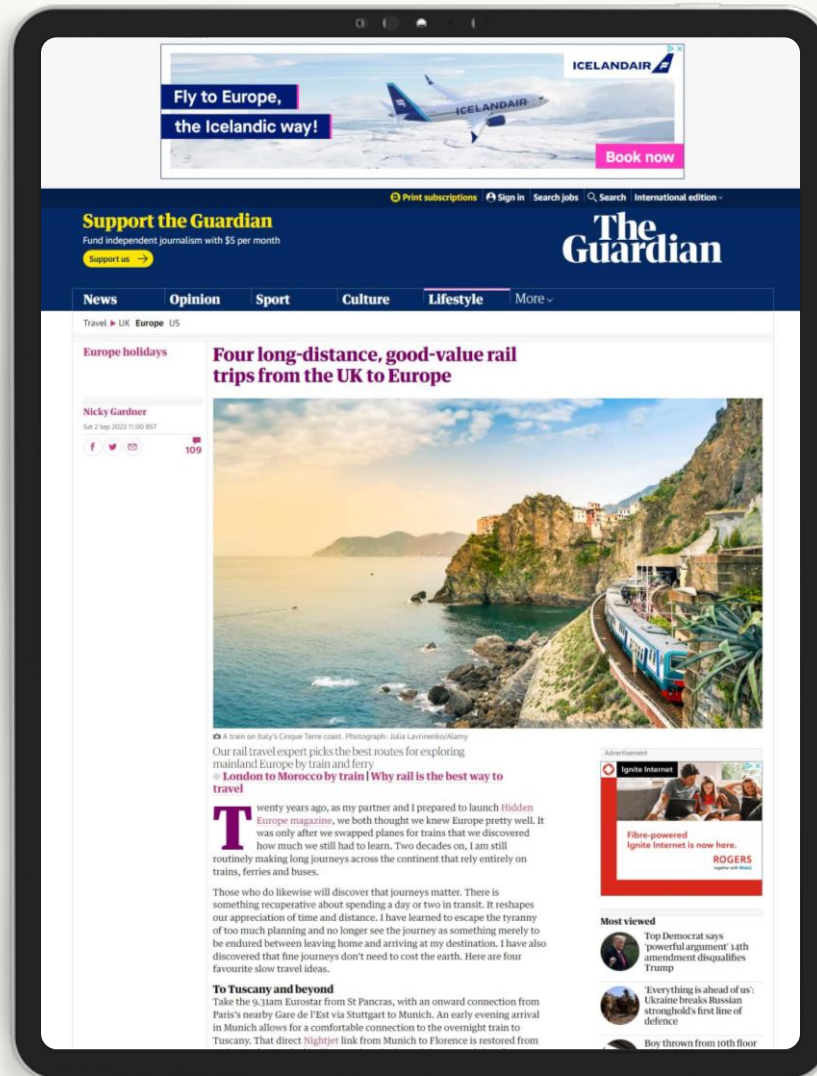 ICELANDAIR
Fly to Europe,
the Icelandic way!
ICELANDAIR
Book now
Print subscriptions Sign in Search jobs Search International edition
Support the Guardian
Fund independent journalism with $5 per month
Support us →
The
Guardian
News Opinion Sport Culture Lifestyle More
Travel ▶ UK Europe US
Europe holidays
Four long-distance, good-value rail
trips from the UK to Europe
Nicky Gardner
Sat 2 Sep 2023 11.00 BST
109
A train on Italy's Cinque Terre coast. Photograph: Julia Lavrinenko/Alamy
Our rail travel expert picks the best routes for exploring
mainland Europe by train and ferry
London to Morocco by train | Why rail is the best way to
travel
Twenty years ago, as my partner and I prepared to launch Hidden
Europe magazine, we both thought we knew Europe pretty well. It
was only after we swapped planes for trains that we discovered
how much we still had to learn. Two decades on, I am still
routinely making long journeys across the continent that rely entirely on
trains, ferries and buses.
Those who do likewise will discover that journeys matter. There is
something recuperative about spending a day or two in transit. It reshapes
our appreciation of time and distance. I have learned to escape the tyranny
of too much planning and no longer see the journey as something merely to
be endured between leaving home and arriving at my destination. I have also
discovered that fine journeys don't need to cost the earth. Here are four
favourite slow travel ideas.
To Tuscany and beyond
Take the 9.31am Eurostar from St Pancras, with an onward connection from
Paris's nearby Gare de l'Est via Stuttgart to Munich. An early evening arrival
in Munich allows for a comfortable connection to the overnight train to
Tuscany. That direct Nightjet link from Munich to Florence is restored from
Advertisement
Ignite Internet
Fibre-powered
Ignite Internet is now here.
ROGERS
together with
Most viewed
Top Democrat says
'powerful argument' 14th
amendment disqualifies
Trump
'Everything is ahead of us':
Ukraine breaks Russian
stronghold's first line of
defence
Boy thrown from 10th floor